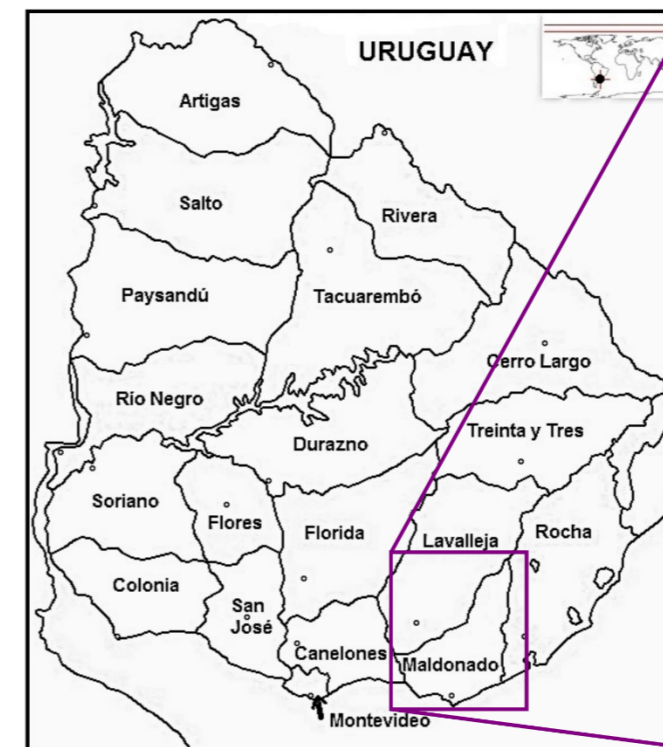 URUGUAY
Artigas
Salto
Rivera
Paysandú
Tacuarembó
Cerro Largo
Río Negro
Durazno
Treinta y Tres
Soriano
Flores
Florida
Lavalleja
Rocha
Colonia
San
José
Canelones
Maldonado
Montevideo